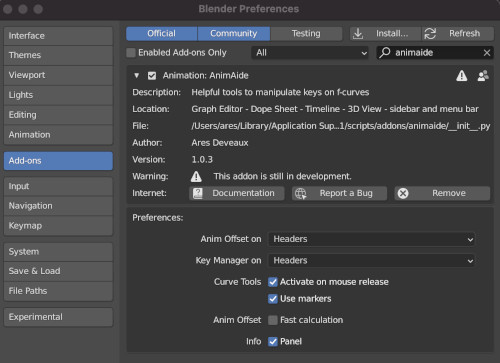 Blender Preferences
Interface
Themes
Viewport
Lights
Editing
Animation
Add-ons
Input
Navigation
Keymap
System
Save & Load
File Paths
Experimental
Official Community Testing Install... Refresh
Enabled Add-ons Only All animaide
Animation: AnimAide
Description: Helpful tools to manipulate keys on f-curves
Location: Graph Editor - Dope Sheet - Timeline - 3D View - sidebar and menu bar
File: /Users/ares/Library/Application Sup...1/scripts/addons/animaide/__init__.py
Author: Ares Deveaux
Version: 1.0.3
Warning: This addon is still in development.
Internet: Documentation Report a Bug Remove
Preferences:
Anim Offset on Headers
Key Manager on Headers
Curve Tools Activate on mouse release
Use markers
Anim Offset Fast calculation
Info Panel